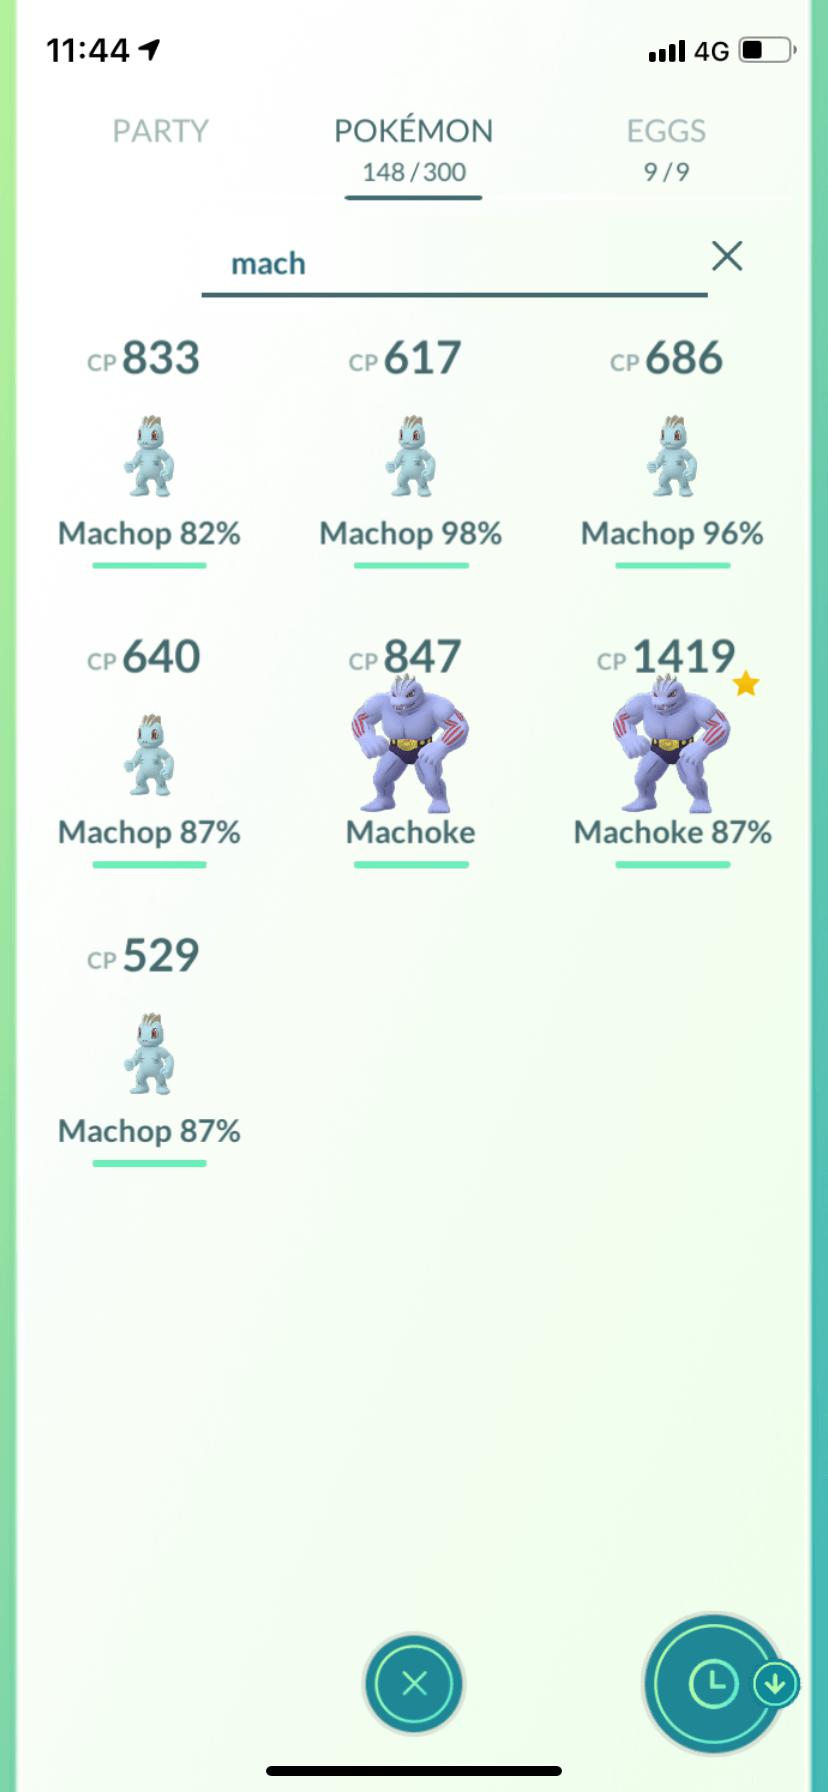 11:44 4G
PARTY POKÉMON EGGS
148/300 9/9
mach
CP 833 CP 617 CP 686
Machop 82% Machop 98% Machop 96%
CP 640 CP 847 CP 1419
Machop 87% Machoke Machoke 87%
CP 529
Machop 87%